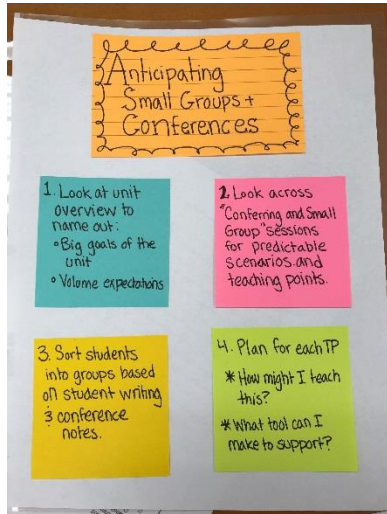 Anticipating
Small Groups +
Conferences
1. Look at unit
overview to
name out:
• Big goals of the
unit
• Volume expectations
2. Look across
"Conferring and Small
Group" sessions
for predictable
scenarios and
teaching points.
3. Sort students
into groups based
on student writing
& conference
notes.
4. Plan for each TP
* How might I teach
this?
* What tool can I
make to support?